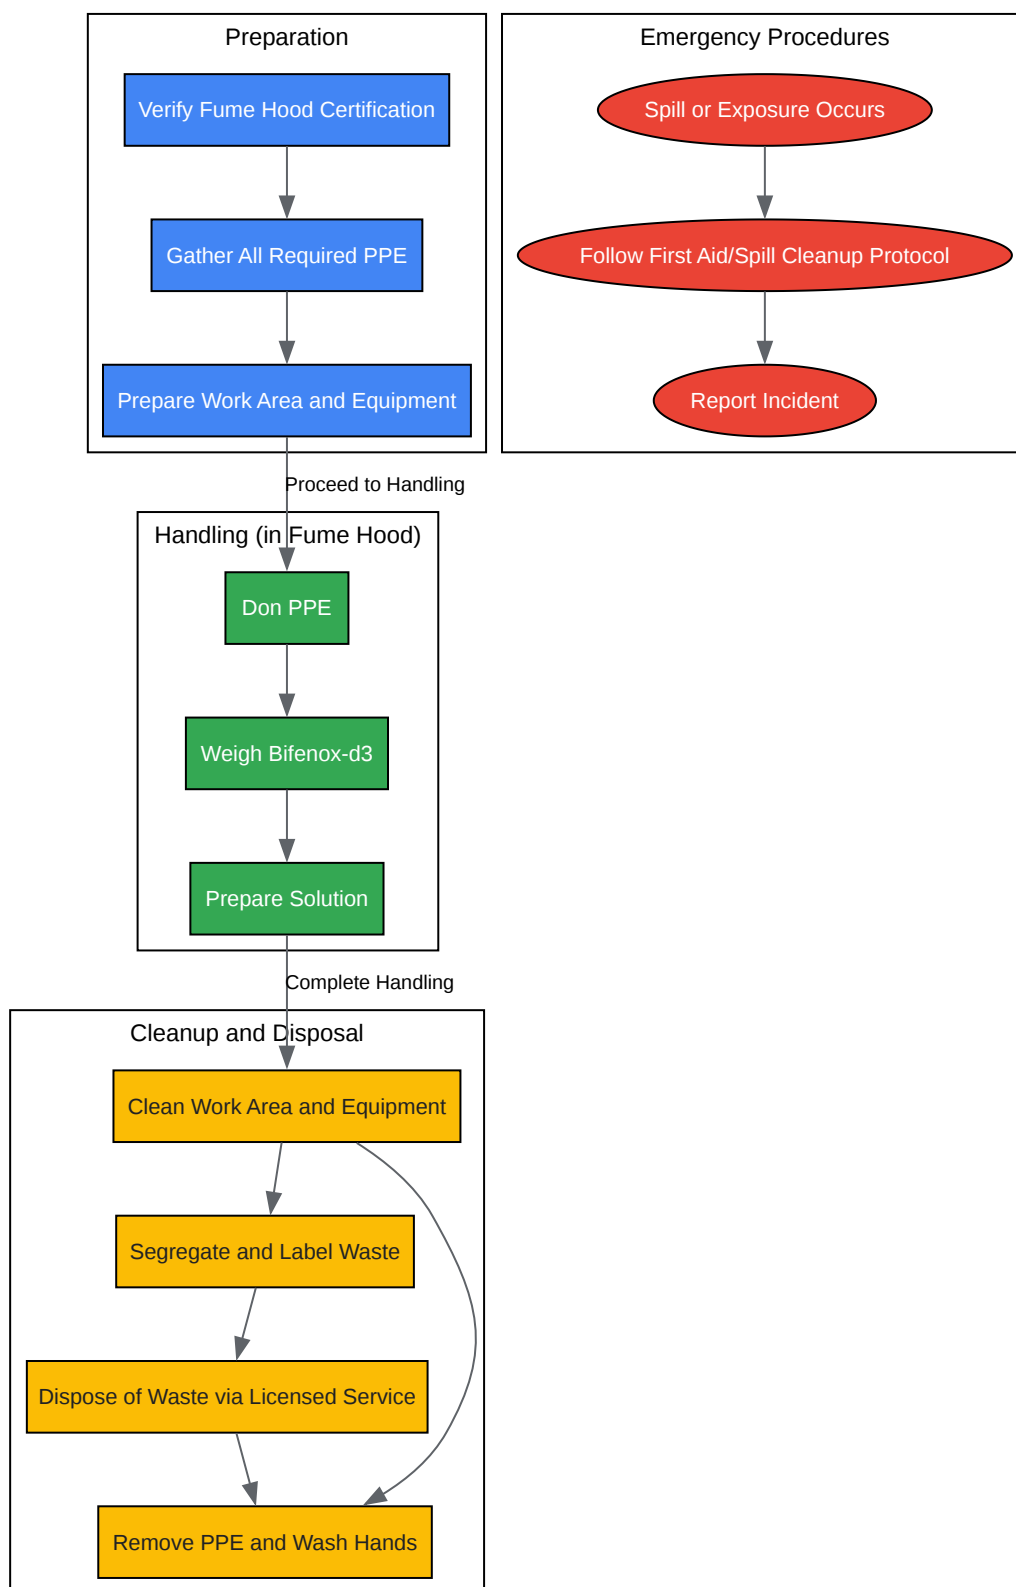 Preparation
Verify Fume Hood Certification
Gather All Required PPE
Prepare Work Area and Equipment
Emergency Procedures
Spill or Exposure Occurs
Follow First Aid/Spill Cleanup Protocol
Report Incident
Proceed to Handling
Handling (in Fume Hood)
Don PPE
Weigh Bifenox-d3
Prepare Solution
Complete Handling
Cleanup and Disposal
Clean Work Area and Equipment
Segregate and Label Waste
Dispose of Waste via Licensed Service
Remove PPE and Wash Hands